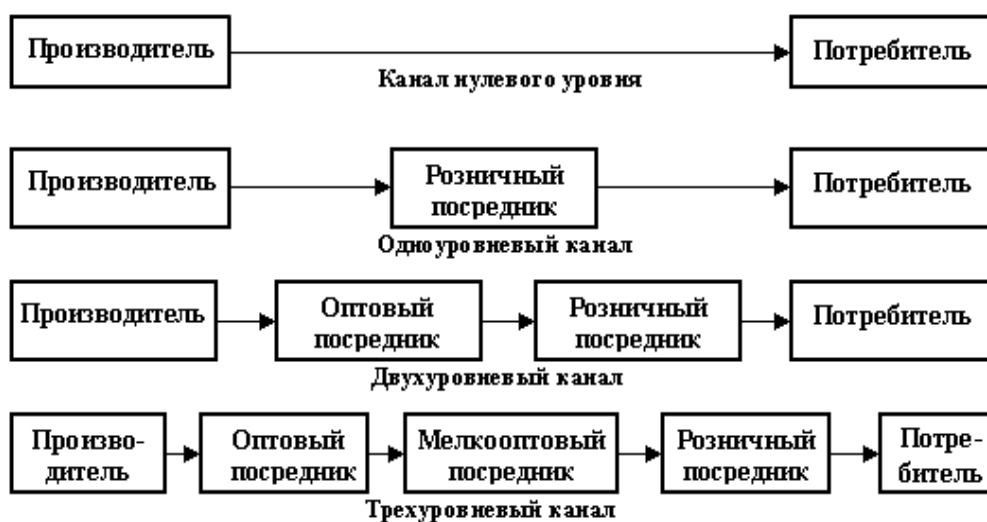 Производитель
Потребитель
Канал нулевого уровня
Производитель
Розничный
посредник
Потребитель
Одноуровневый канал
Производитель
Оптовый
посредник
Розничный
посредник
Потребитель
Двухуровневый канал
Произво-
дитель
Оптовый
посредник
Мелкооптовый
посредник
Розничный
посредник
Потре-
битель
Трехуровневый канал